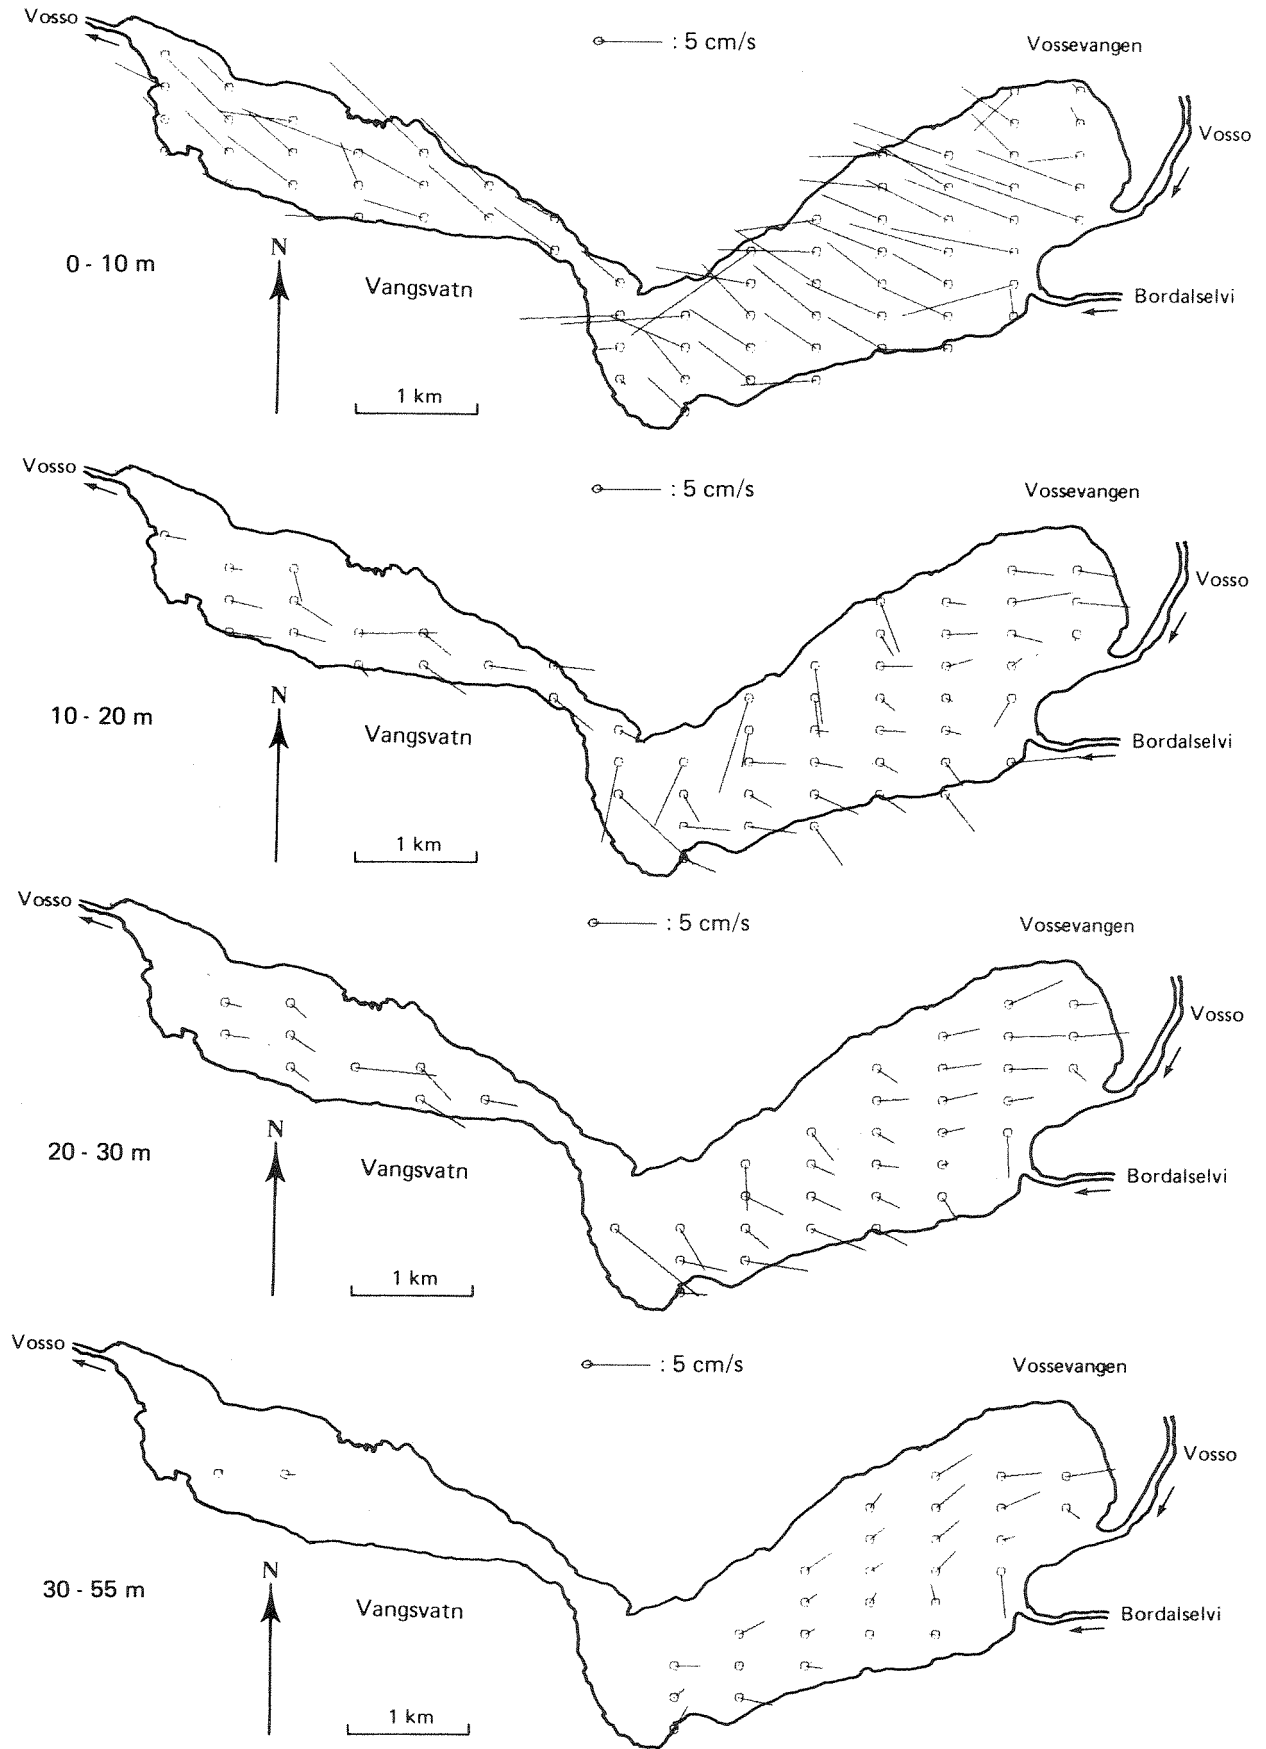 Vosso
: 5 cm/s
Vossevangen
Vosso
N
0 - 10 m
Vangsvatn
Bordalselvi
1 km
Vosso
: 5 cm/s
Vossevangen
Vosso
N
10 - 20 m
Vangsvatn
Bordalselvi
1 km
Vosso
: 5 cm/s
Vossevangen
Vosso
N
20 - 30 m
Vangsvatn
Bordalselvi
1 km
Vosso
: 5 cm/s
Vossevangen
Vosso
N
30 - 55 m
Vangsvatn
Bordalselvi
1 km